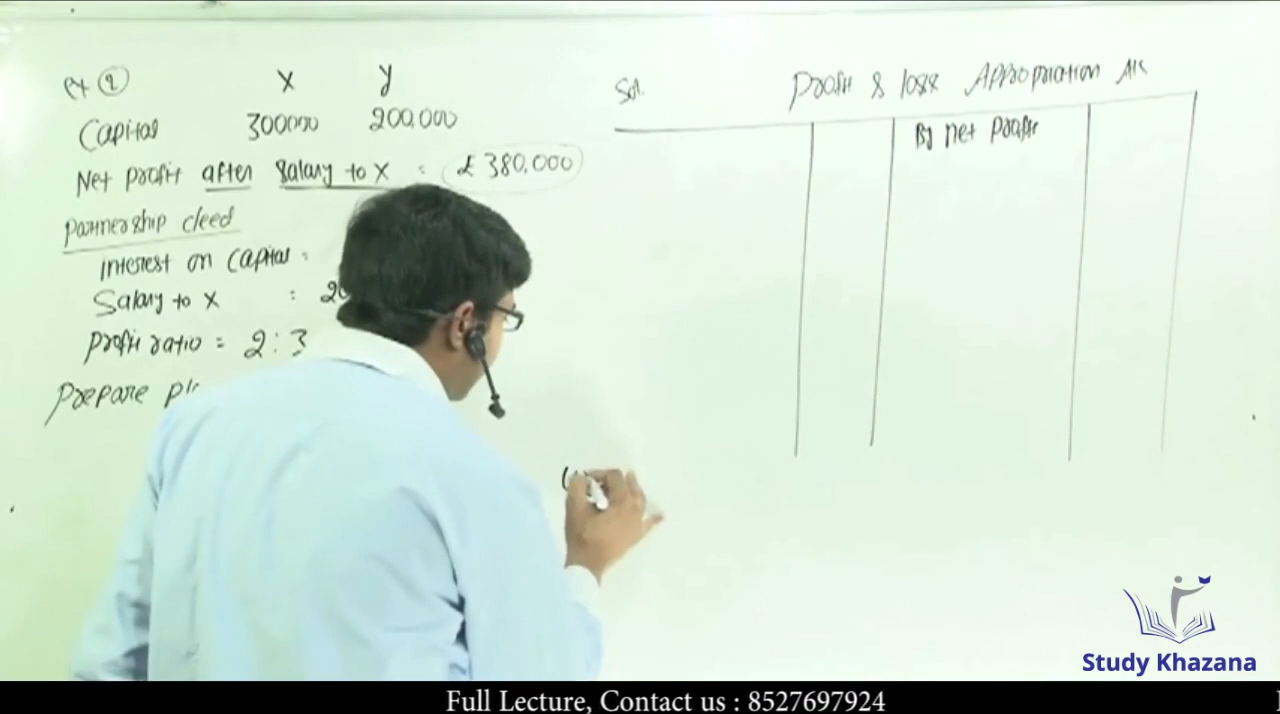 ex 2
X Y
Capital 300000 200,000
Net profit after salary to X : ₤ 380,000
Partnership deed
Interest on Capital :
Salary to X : 20
Profit ratio = 2 : 3
Prepare P/L
Sol. Profit & loss Appropriation A/c
By Net Profit
Study Khazana
Full Lecture, Contact us : 8527697924